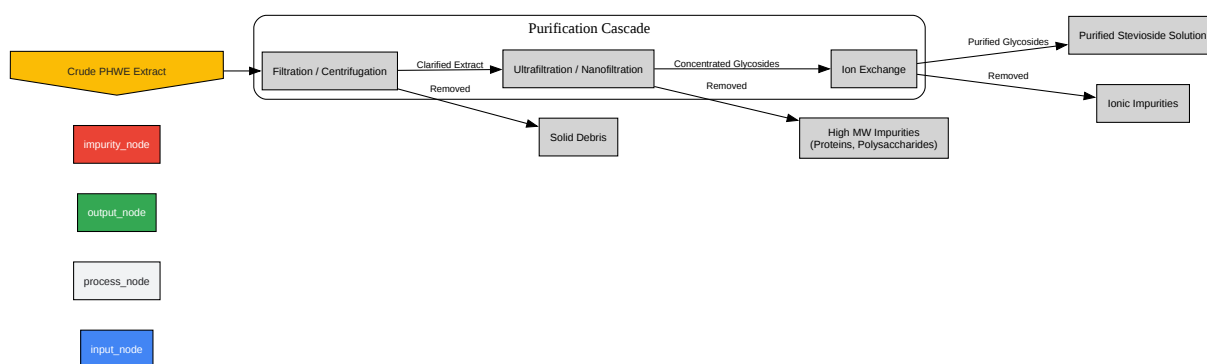 Purification Cascade
Crude PHWE Extract
Filtration / Centrifugation
Clarified Extract
Ultrafiltration / Nanofiltration
Concentrated Glycosides
Ion Exchange
Purified Glycosides
Purified Stevioside Solution
Removed
Solid Debris
Removed
High MW Impurities
(Proteins, Polysaccharides)
Removed
Ionic Impurities
impurity_node
output_node
process_node
input_node